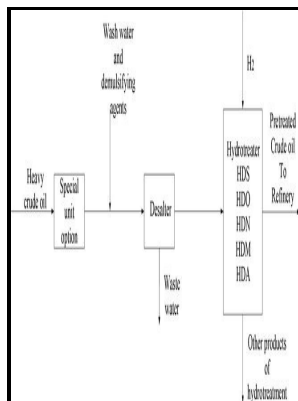 Wash water
and
demulsifying
agents
H2
Heavy
crude oil
Special
unit
option
Desalter
Hydrotreater
HDS
HDO
HDN
HDM
HDA
Pretreated
Crude oil
To
Refinery
Waste
water
Other products
of
hydrotreatment